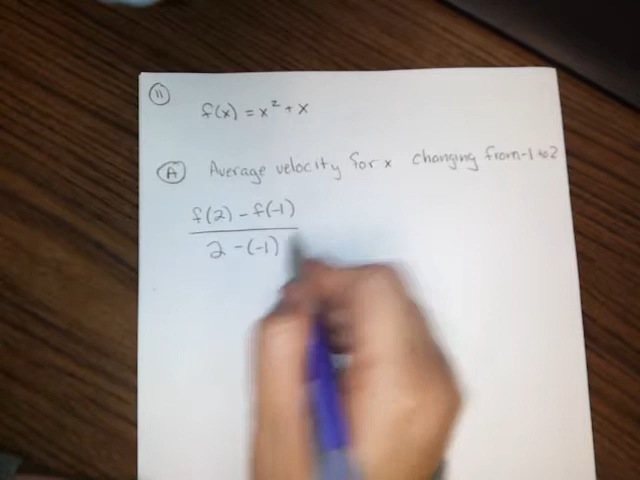 11
f(x) = x² + x
A Average velocity for x changing from -1 to 2
f(2) - f(-1)
2 - (-1)